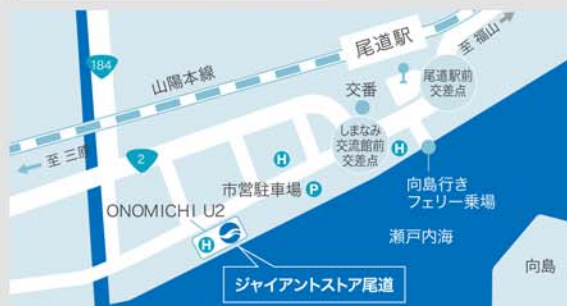 尾道駅
至 福山
184
山陽本線
交番
尾道駅前
交差点
しまなみ
交流館前
交差点
至 三原
2
H
H
市営駐車場 P
向島行き
フェリー乗場
ONOMICHI U2
H
瀬戸内海
向島
ジャイアントストア尾道